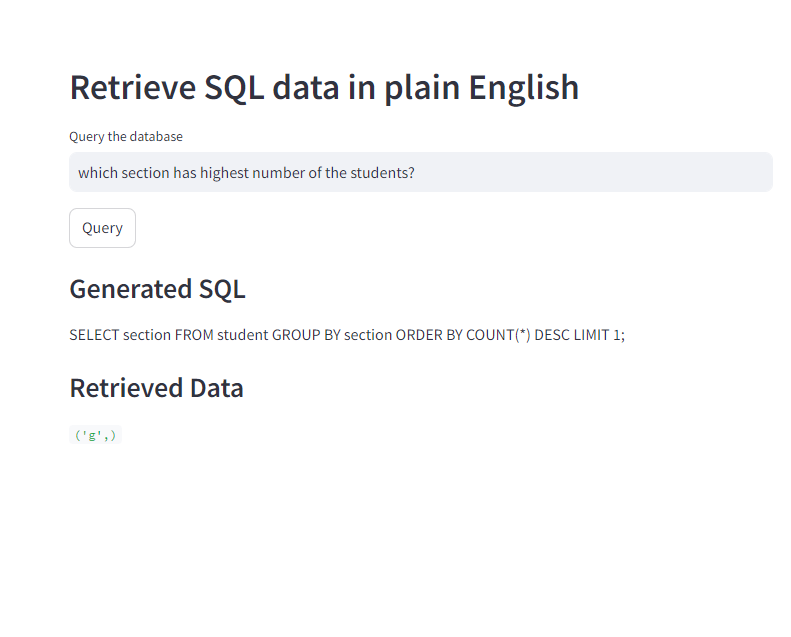 Retrieve SQL data in plain English
Query the database
which section has highest number of the students?
Query
Generated SQL
SELECT section FROM student GROUP BY section ORDER BY COUNT(*) DESC LIMIT 1;
Retrieved Data
('g',)